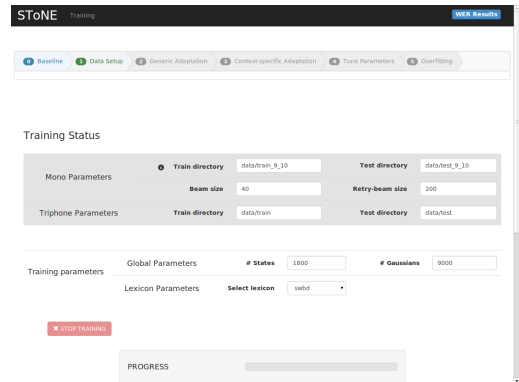 SToNE Training WER Results
0 Baseline 1 Data Setup 2 Generic Adaptation 3 Context-specific Adaptation 4 Tune Parameters 5 Overfitting
Training Status
Mono Parameters
Train directory data/train_9_10 Test directory data/test_9_10
Beam size 40 Retry-beam size 200
Triphone Parameters Train directory data/train Test directory data/test
Training parameters
Global Parameters # States 1800 # Gaussians 9000
Lexicon Parameters Select lexicon swbd
✖ STOP TRAINING
PROGRESS